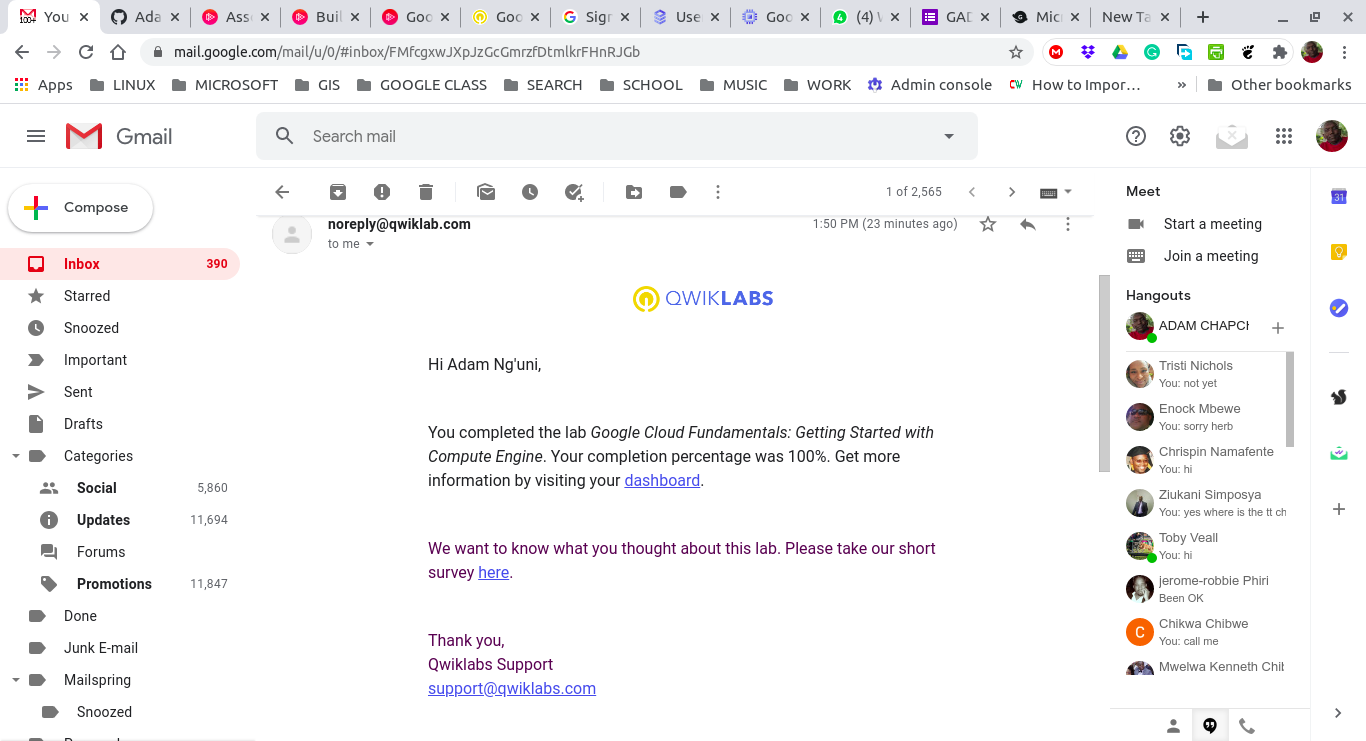 100+
You
Ada
Asse
Buil
Goo
Goo
Sign
Use
Goo
(4) W
GAD
Micr
New Ta
mail.google.com/mail/u/0/#inbox/FMfcgxwJXpJzGcGmrzfDtmlkrFHnRJGb
Apps LINUX MICROSOFT GIS GOOGLE CLASS SEARCH SCHOOL MUSIC WORK Admin console How to Impor… » Other bookmarks
Gmail
Search mail
Compose
1 of 2,565
Inbox 390
Starred
Snoozed
Important
Sent
Drafts
Categories
Social 5,860
Updates 11,694
Forums
Promotions 11,847
Done
Junk E-mail
Mailspring
Snoozed
noreply@qwiklab.com 1:50 PM (23 minutes ago)
to me
QWIKLABS
Hi Adam Ng'uni,
You completed the lab Google Cloud Fundamentals: Getting Started with
Compute Engine. Your completion percentage was 100%. Get more
information by visiting your dashboard.
We want to know what you thought about this lab. Please take our short
survey here.
Thank you,
Qwiklabs Support
support@qwiklabs.com
Meet
Start a meeting
Join a meeting
Hangouts
ADAM CHAPCH
Tristi Nichols
You: not yet
Enock Mbewe
You: sorry herb
Chrispin Namafente
You: hi
Ziukani Simposya
You: yes where is the tt ch
Toby Veall
You: hi
jerome-robbie Phiri
Been OK
C
Chikwa Chibwe
You: call me
Mwelwa Kenneth Chit
31